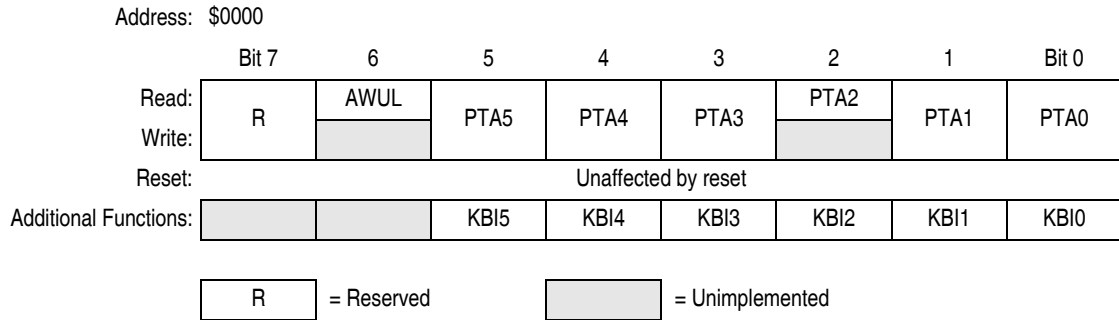 Address: $0000
Bit 7 6 5 4 3 2 1 Bit 0
Read: R AWUL PTA5 PTA4 PTA3 PTA2 PTA1 PTA0
Write:
Reset: Unaffected by reset
Additional Functions: KBI5 KBI4 KBI3 KBI2 KBI1 KBI0
R = Reserved = Unimplemented